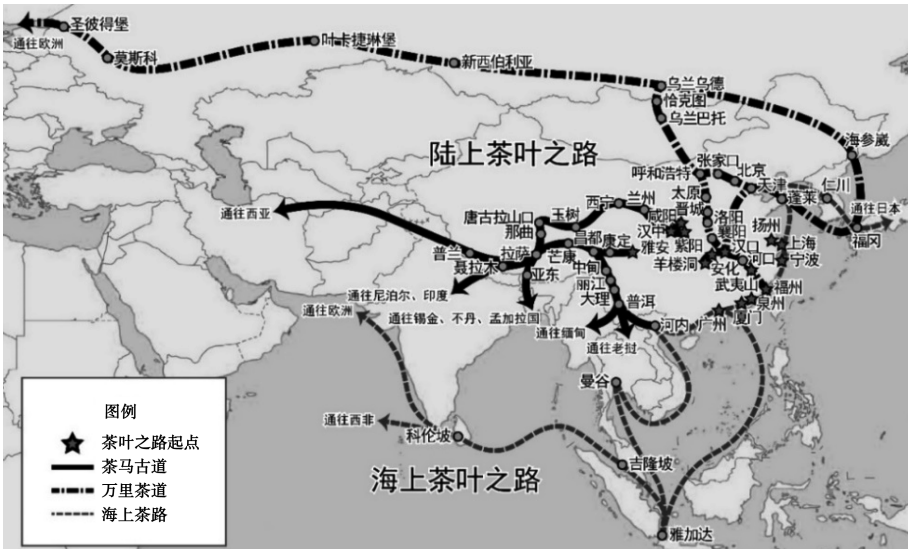 圣彼得堡
通往欧洲
莫斯科
叶卡捷琳堡
新西伯利亚
乌兰乌德
恰克图
乌兰巴托
海参崴
陆上茶叶之路
呼和浩特
张家口
北京
天津
蓬莱
仁川
通往日本
福冈
太原
晋城
洛阳
襄阳
汉口
河口
扬州
上海
宁波
西宁
兰州
咸阳
汉中
紫阳
羊楼洞
安化
武夷山
福州
泉州
厦门
广州
唐古拉山口
玉树
那曲
昌都
康定
雅安
通往西亚
普兰
拉萨
芒康
聂拉木
亚东
中甸
丽江
大理
普洱
河内
通往尼泊尔、印度
通往欧洲
通往锡金、不丹、孟加拉国
通往缅甸
通往老挝
曼谷
通往西非
科伦坡
吉隆坡
海上茶叶之路
雅加达
图例
茶叶之路起点
茶马古道
万里茶道
海上茶路